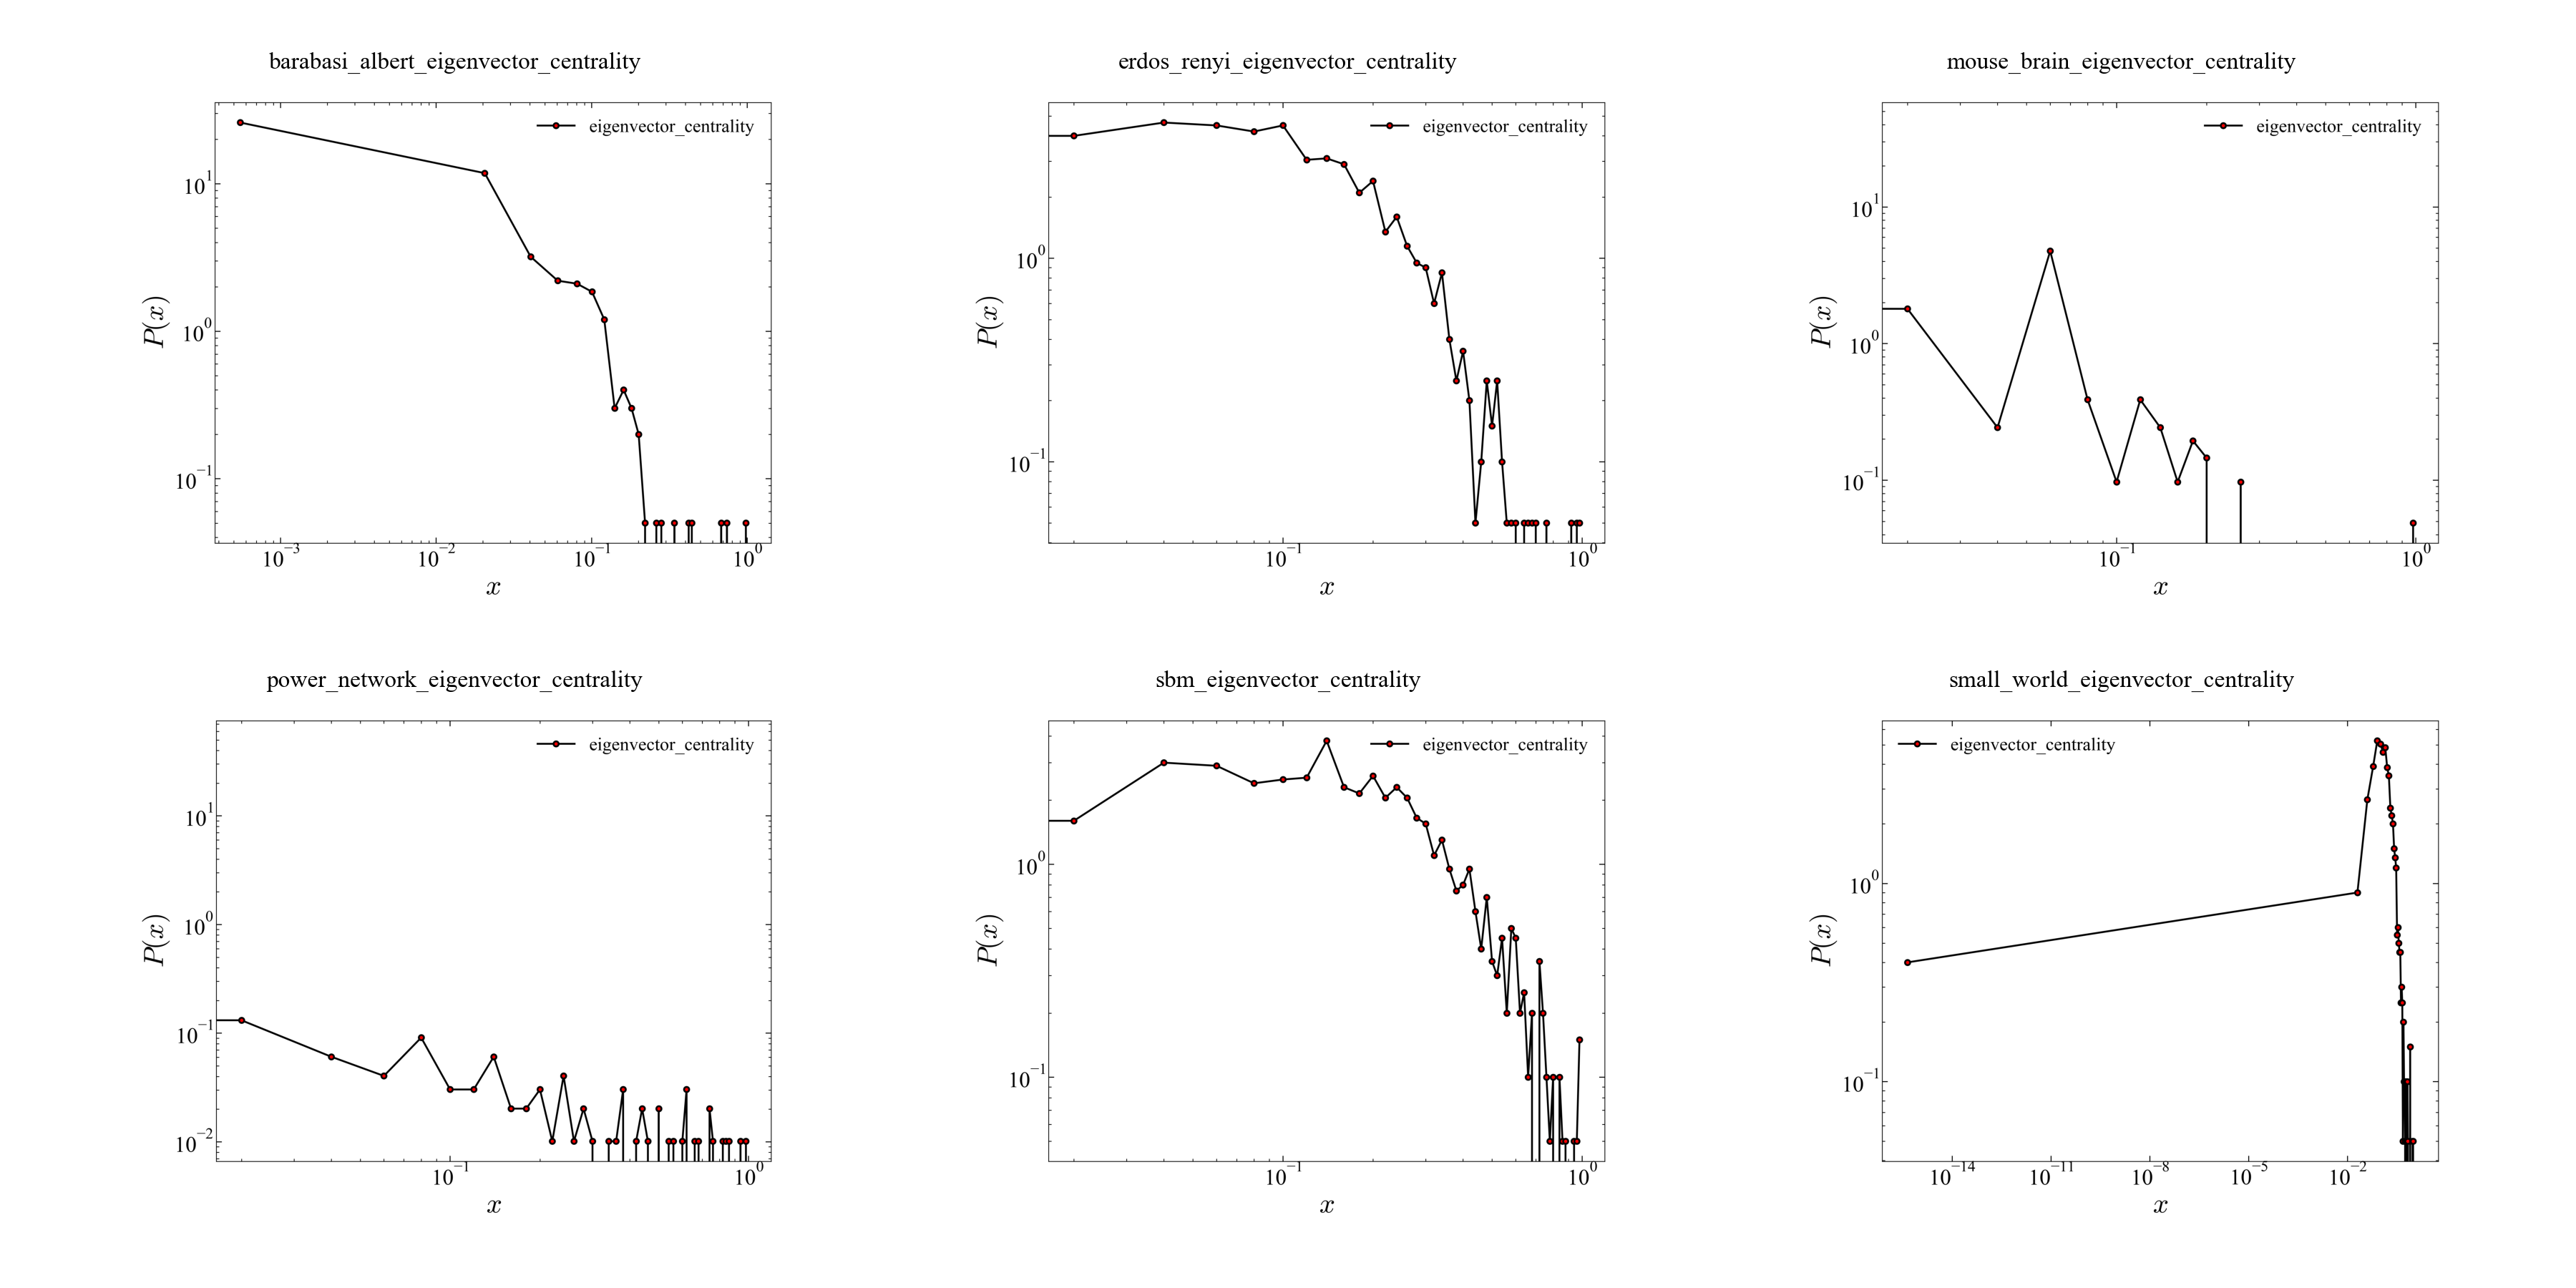 barabasi_albert_eigenvector_centrality
eigenvector_centrality
10^1
10^0
10^−1
P(x)
10^−3 10^−2 10^−1 10^0
x
erdos_renyi_eigenvector_centrality
eigenvector_centrality
10^0
10^−1
P(x)
10^−1 10^0
x
mouse_brain_eigenvector_centrality
eigenvector_centrality
10^1
10^0
10^−1
P(x)
10^−1 10^0
x
power_network_eigenvector_centrality
eigenvector_centrality
10^1
10^0
10^−1
10^−2
P(x)
10^−1 10^0
x
sbm_eigenvector_centrality
eigenvector_centrality
10^0
10^−1
P(x)
10^−1 10^0
x
small_world_eigenvector_centrality
eigenvector_centrality
10^0
10^−1
P(x)
10^−14 10^−11 10^−8 10^−5 10^−2
x